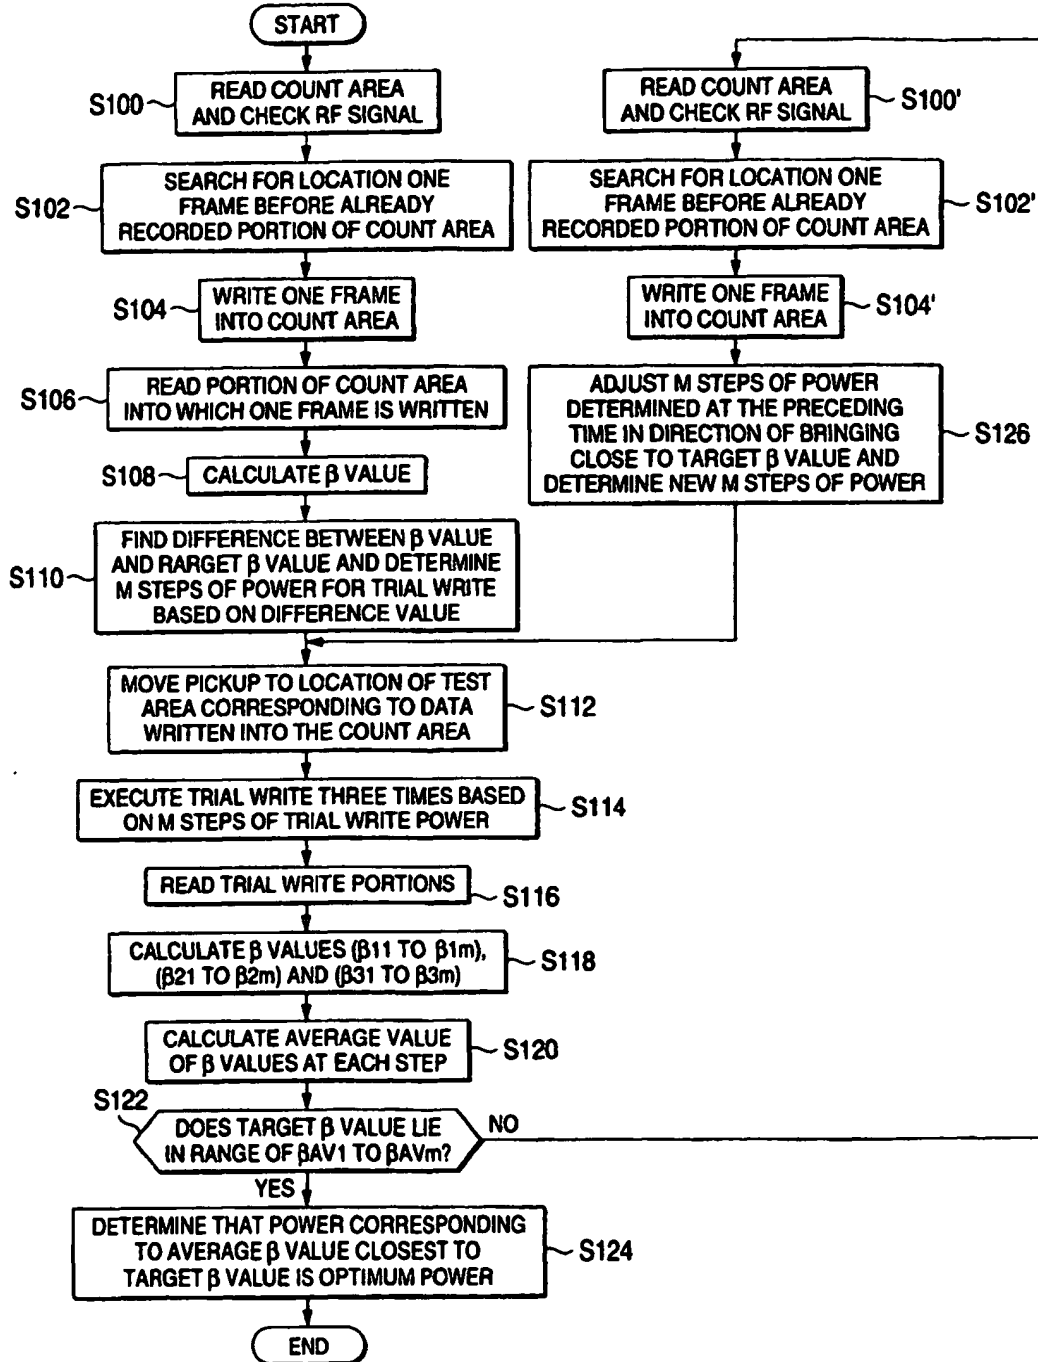 START
S100
READ COUNT AREA
AND CHECK RF SIGNAL
S102
SEARCH FOR LOCATION ONE
FRAME BEFORE ALREADY
RECORDED PORTION OF COUNT AREA
S104
WRITE ONE FRAME
INTO COUNT AREA
S106
READ PORTION OF COUNT AREA
INTO WHICH ONE FRAME IS WRITTEN
S108
CALCULATE β VALUE
S110
FIND DIFFERENCE BETWEEN β VALUE
AND RARGET β VALUE AND DETERMINE
M STEPS OF POWER FOR TRIAL WRITE
BASED ON DIFFERENCE VALUE
READ COUNT AREA
AND CHECK RF SIGNAL
S100'
SEARCH FOR LOCATION ONE
FRAME BEFORE ALREADY
RECORDED PORTION OF COUNT AREA
S102'
WRITE ONE FRAME
INTO COUNT AREA
S104'
ADJUST M STEPS OF POWER
DETERMINED AT THE PRECEDING
TIME IN DIRECTION OF BRINGING
CLOSE TO TARGET β VALUE AND
DETERMINE NEW M STEPS OF POWER
S126
MOVE PICKUP TO LOCATION OF TEST
AREA CORRESPONDING TO DATA
WRITTEN INTO THE COUNT AREA
S112
EXECUTE TRIAL WRITE THREE TIMES BASED
ON M STEPS OF TRIAL WRITE POWER
S114
READ TRIAL WRITE PORTIONS
S116
CALCULATE β VALUES (β11 TO β1m),
(β21 TO β2m) AND (β31 TO β3m)
S118
CALCULATE AVERAGE VALUE
OF β VALUES AT EACH STEP
S120
S122
DOES TARGET β VALUE LIE
IN RANGE OF βAV1 TO βAVm?
NO
YES
DETERMINE THAT POWER CORRESPONDING
TO AVERAGE β VALUE CLOSEST TO
TARGET β VALUE IS OPTIMUM POWER
S124
END